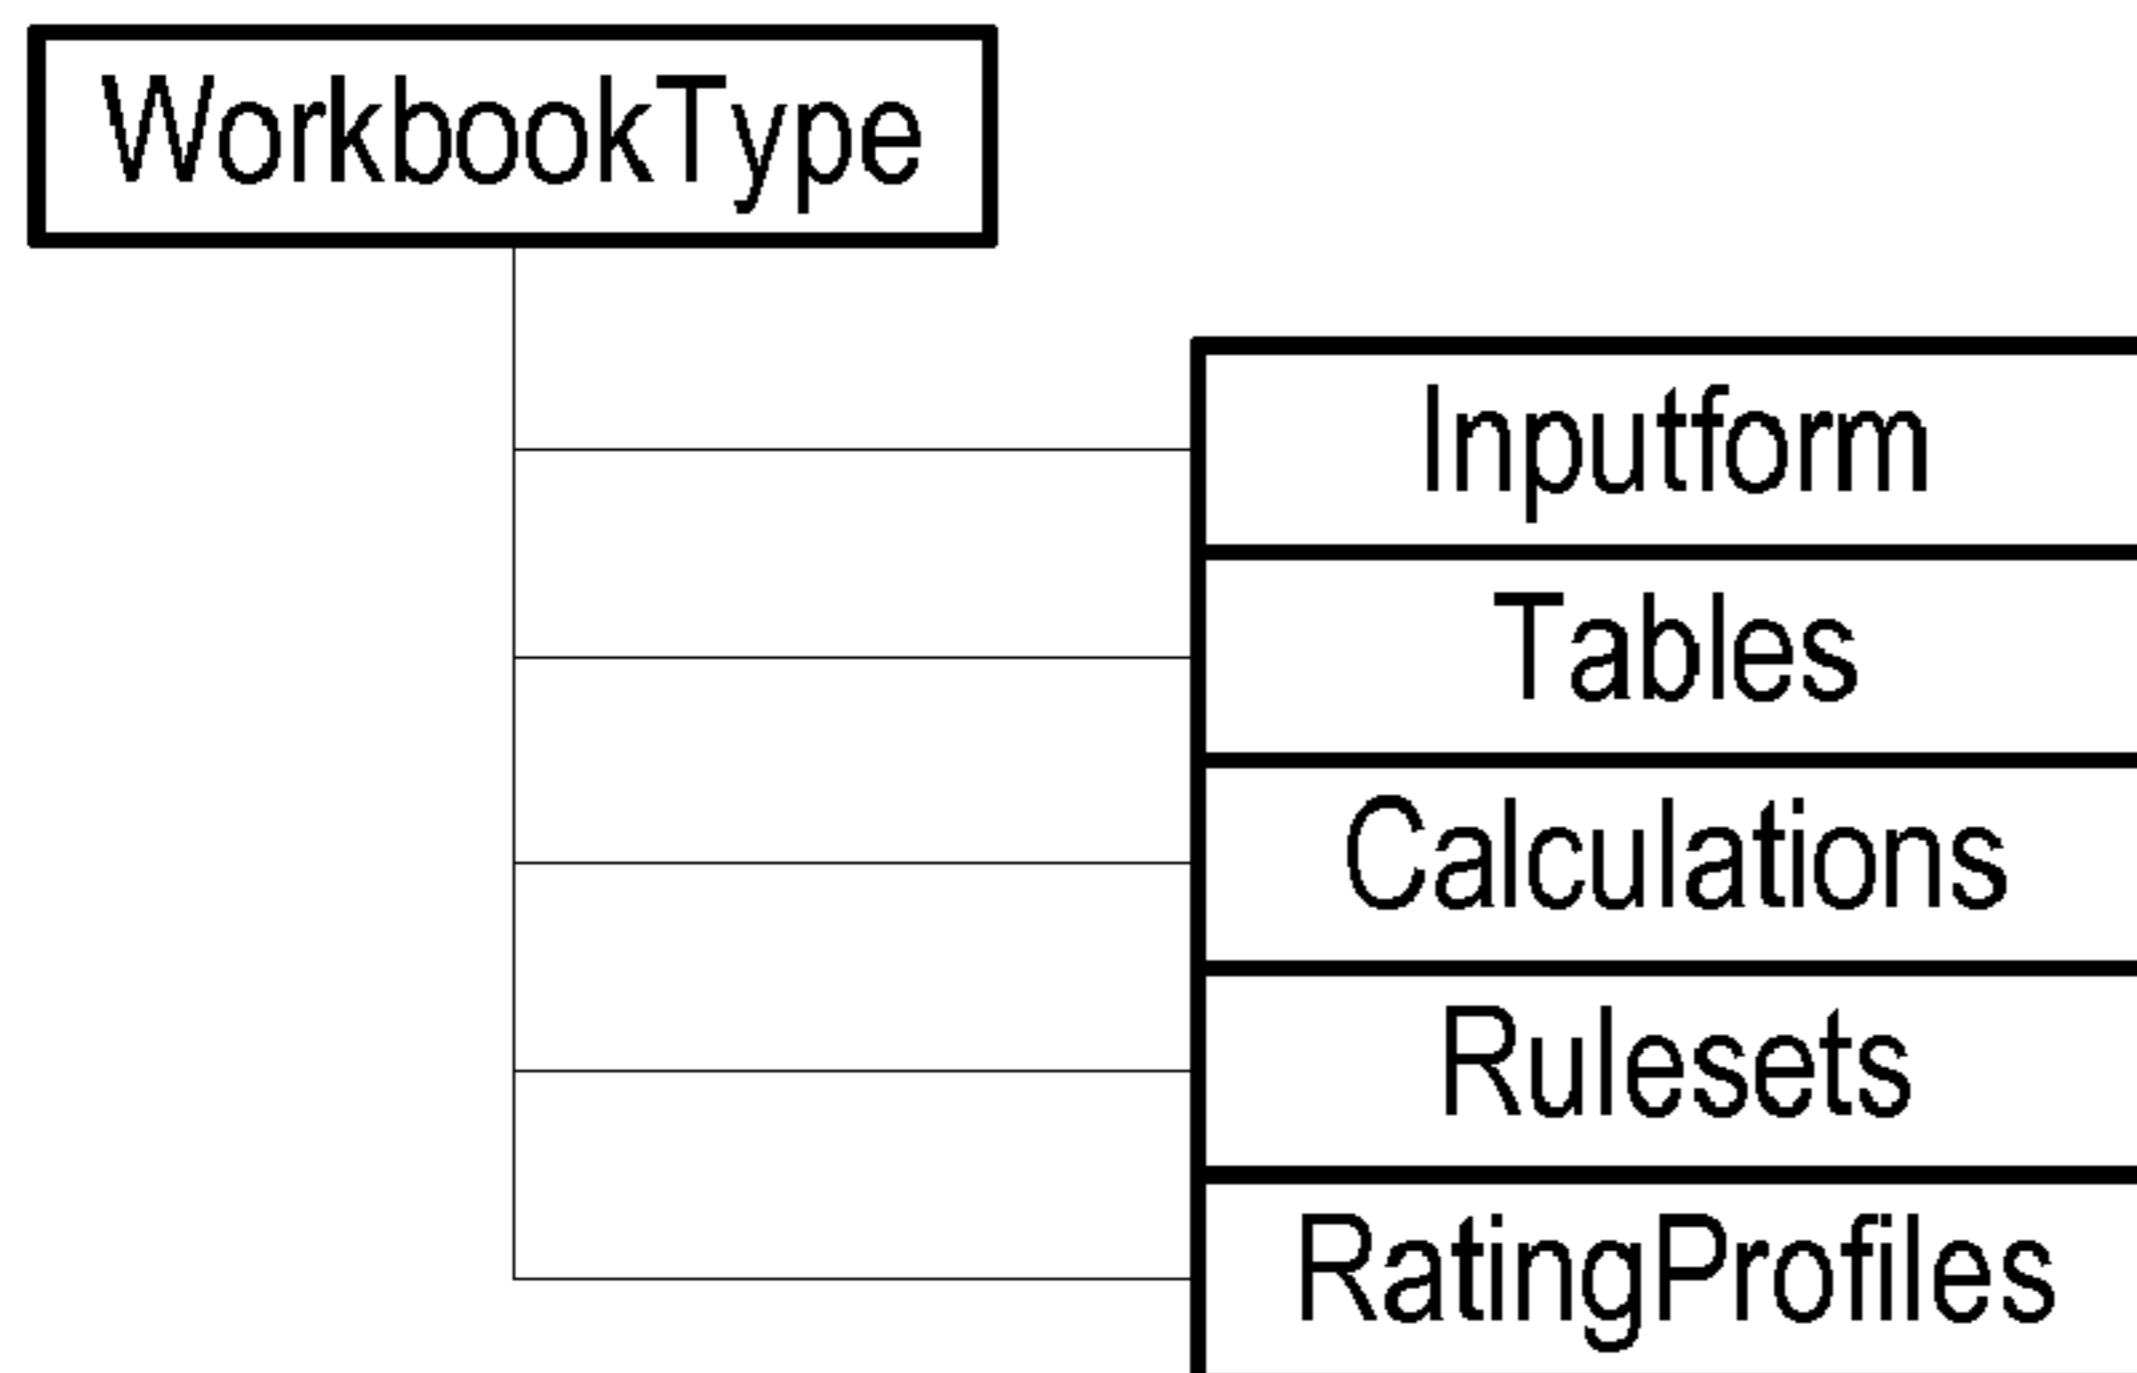 WorkbookType
Inputform
Tables
Calculations
Rulesets
RatingProfiles